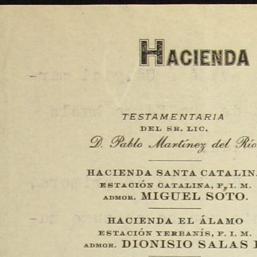 HACIENDA
TESTAMENTARIA
DEL SR. LIC.
D. Pablo Martínez del Río
HACIENDA SANTA CATALINA
ESTACIÓN CATALINA, F. I. M.
ADMOR. MIGUEL SOTO.
HACIENDA EL ÁLAMO
ESTACIÓN YERBANÍS, F. I. M.
ADMOR. DIONISIO SALAS